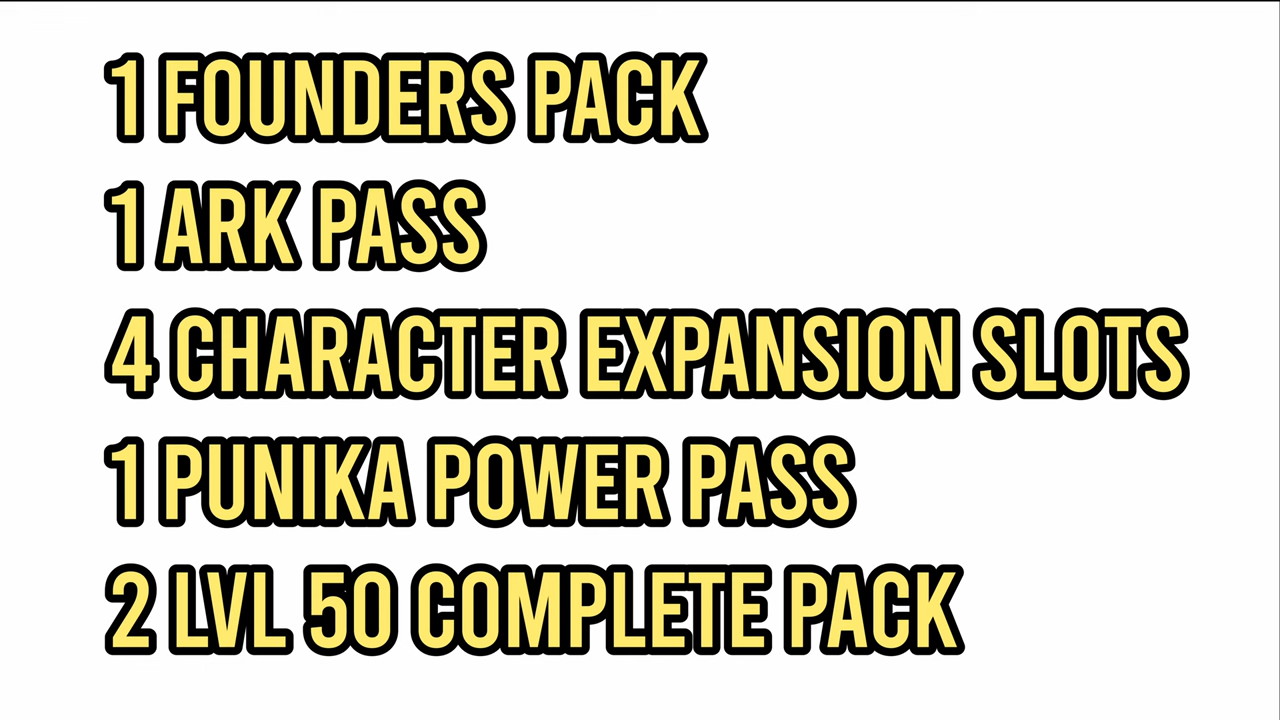 1 FOUNDERS PACK
1 ARK PASS
4 CHARACTER EXPANSION SLOTS
1 PUNIKA POWER PASS
2 LVL 50 COMPLETE PACK